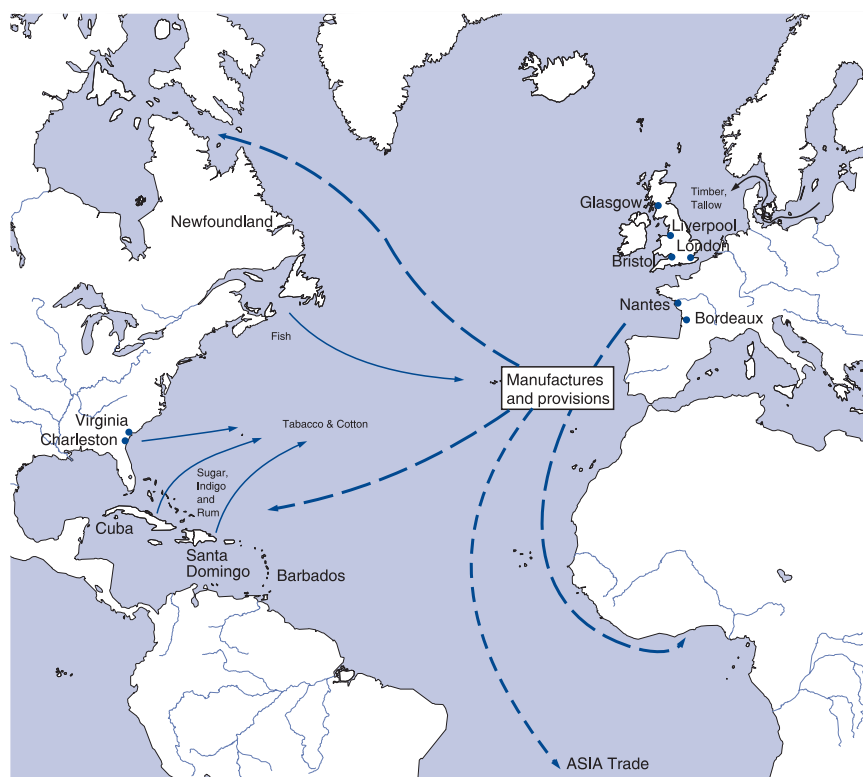 Timber,
Tallow
Glasgow
Newfoundland
Liverpool
London
Bristol
Nantes
Bordeaux
Fish
Manufactures
and provisions
Virginia
Charleston
Tabacco & Cotton
Sugar,
Indigo
and
Rum
Cuba
Santa
Domingo
Barbados
ASIA Trade